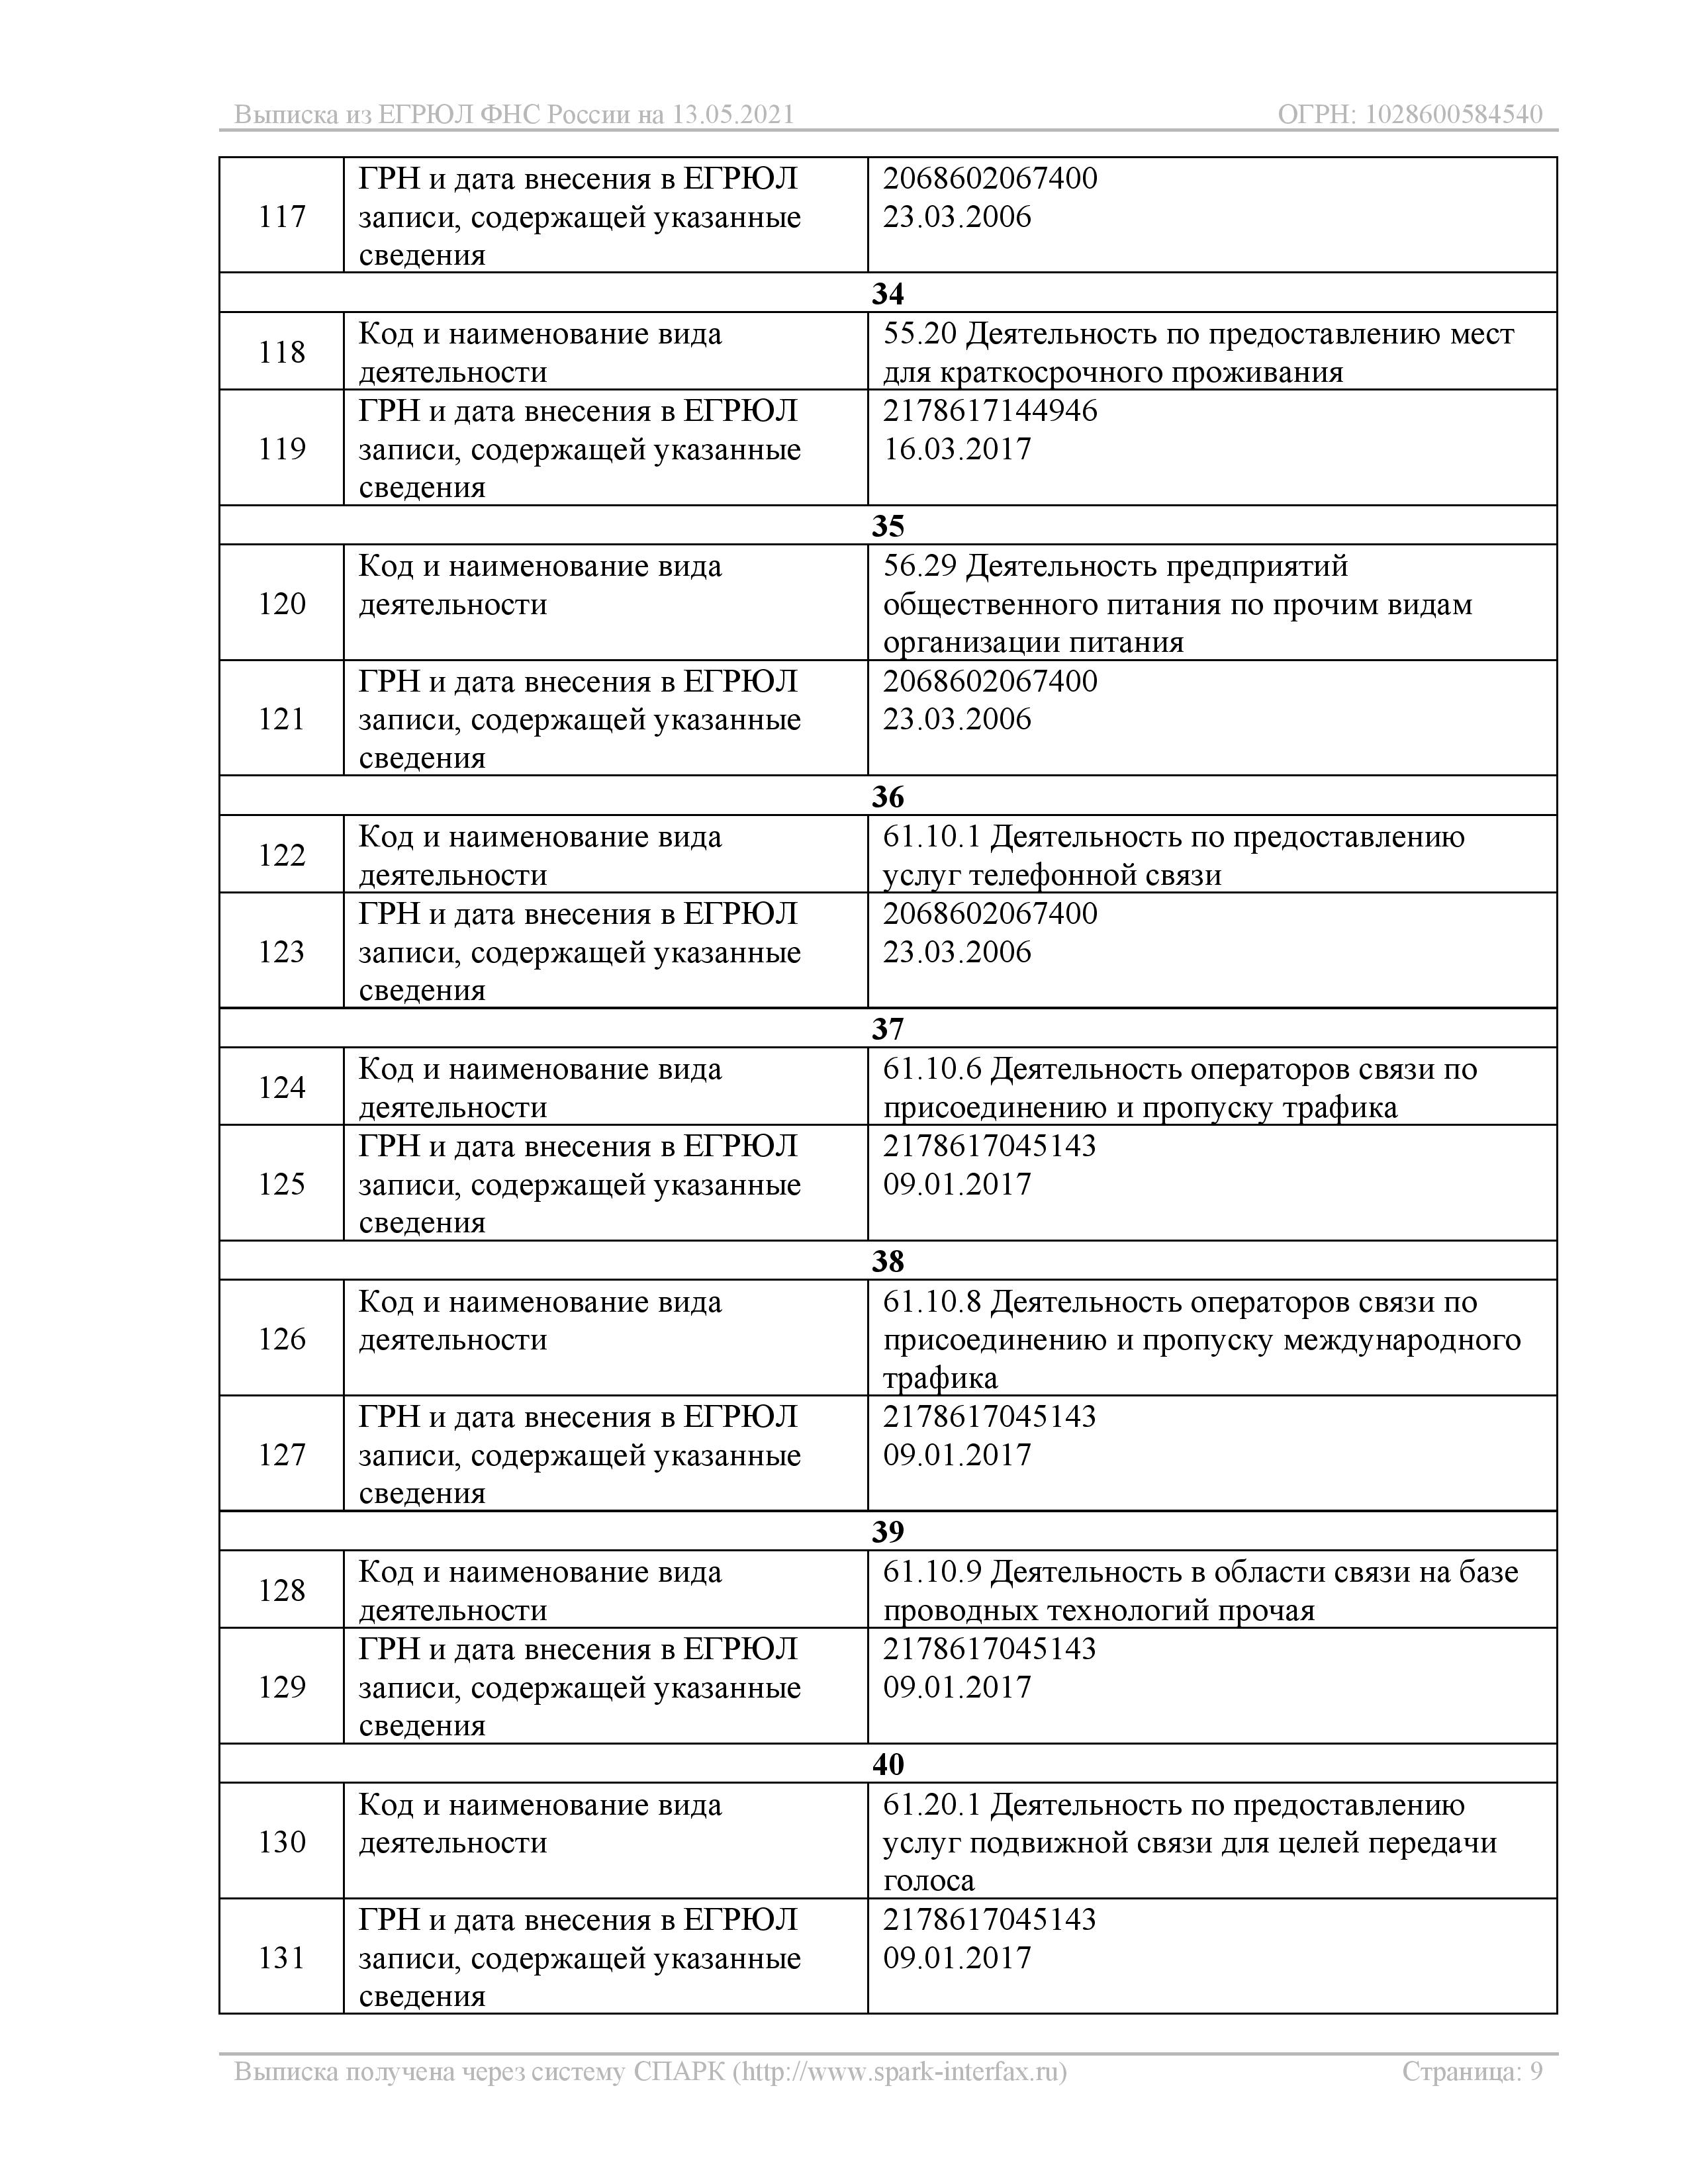 Выписка из ЕГРЮЛ ФНС России на 13.05.2021 ОГРН: 1028600584540
117
ГРН и дата внесения в ЕГРЮЛ
записи, содержащей указанные
сведения
2068602067400
23.03.2006
34
118
Код и наименование вида
деятельности
55.20 Деятельность по предоставлению мест
для краткосрочного проживания
119
ГРН и дата внесения в ЕГРЮЛ
записи, содержащей указанные
сведения
2178617144946
16.03.2017
35
120
Код и наименование вида
деятельности
56.29 Деятельность предприятий
общественного питания по прочим видам
организации питания
121
ГРН и дата внесения в ЕГРЮЛ
записи, содержащей указанные
сведения
2068602067400
23.03.2006
36
122
Код и наименование вида
деятельности
61.10.1 Деятельность по предоставлению
услуг телефонной связи
123
ГРН и дата внесения в ЕГРЮЛ
записи, содержащей указанные
сведения
2068602067400
23.03.2006
37
124
Код и наименование вида
деятельности
61.10.6 Деятельность операторов связи по
присоединению и пропуску трафика
125
ГРН и дата внесения в ЕГРЮЛ
записи, содержащей указанные
сведения
2178617045143
09.01.2017
38
126
Код и наименование вида
деятельности
61.10.8 Деятельность операторов связи по
присоединению и пропуску международного
трафика
127
ГРН и дата внесения в ЕГРЮЛ
записи, содержащей указанные
сведения
2178617045143
09.01.2017
39
128
Код и наименование вида
деятельности
61.10.9 Деятельность в области связи на базе
проводных технологий прочая
129
ГРН и дата внесения в ЕГРЮЛ
записи, содержащей указанные
сведения
2178617045143
09.01.2017
40
130
Код и наименование вида
деятельности
61.20.1 Деятельность по предоставлению
услуг подвижной связи для целей передачи
голоса
131
ГРН и дата внесения в ЕГРЮЛ
записи, содержащей указанные
сведения
2178617045143
09.01.2017
Выписка получена через систему СПАРК (http://www.spark-interfax.ru) Страница: 9